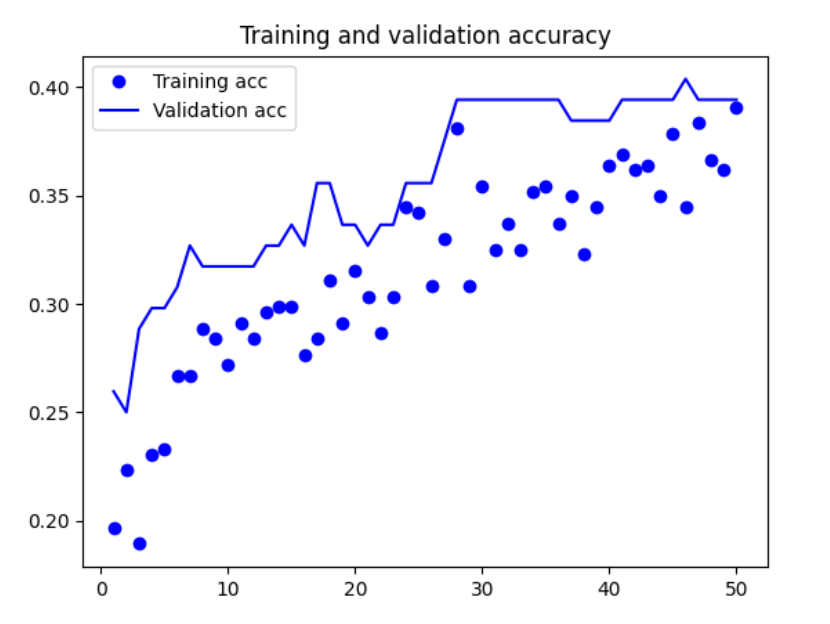 Training and validation accuracy
Training acc
Validation acc
0.40
0.35
0.30
0.25
0.20
0 10 20 30 40 50